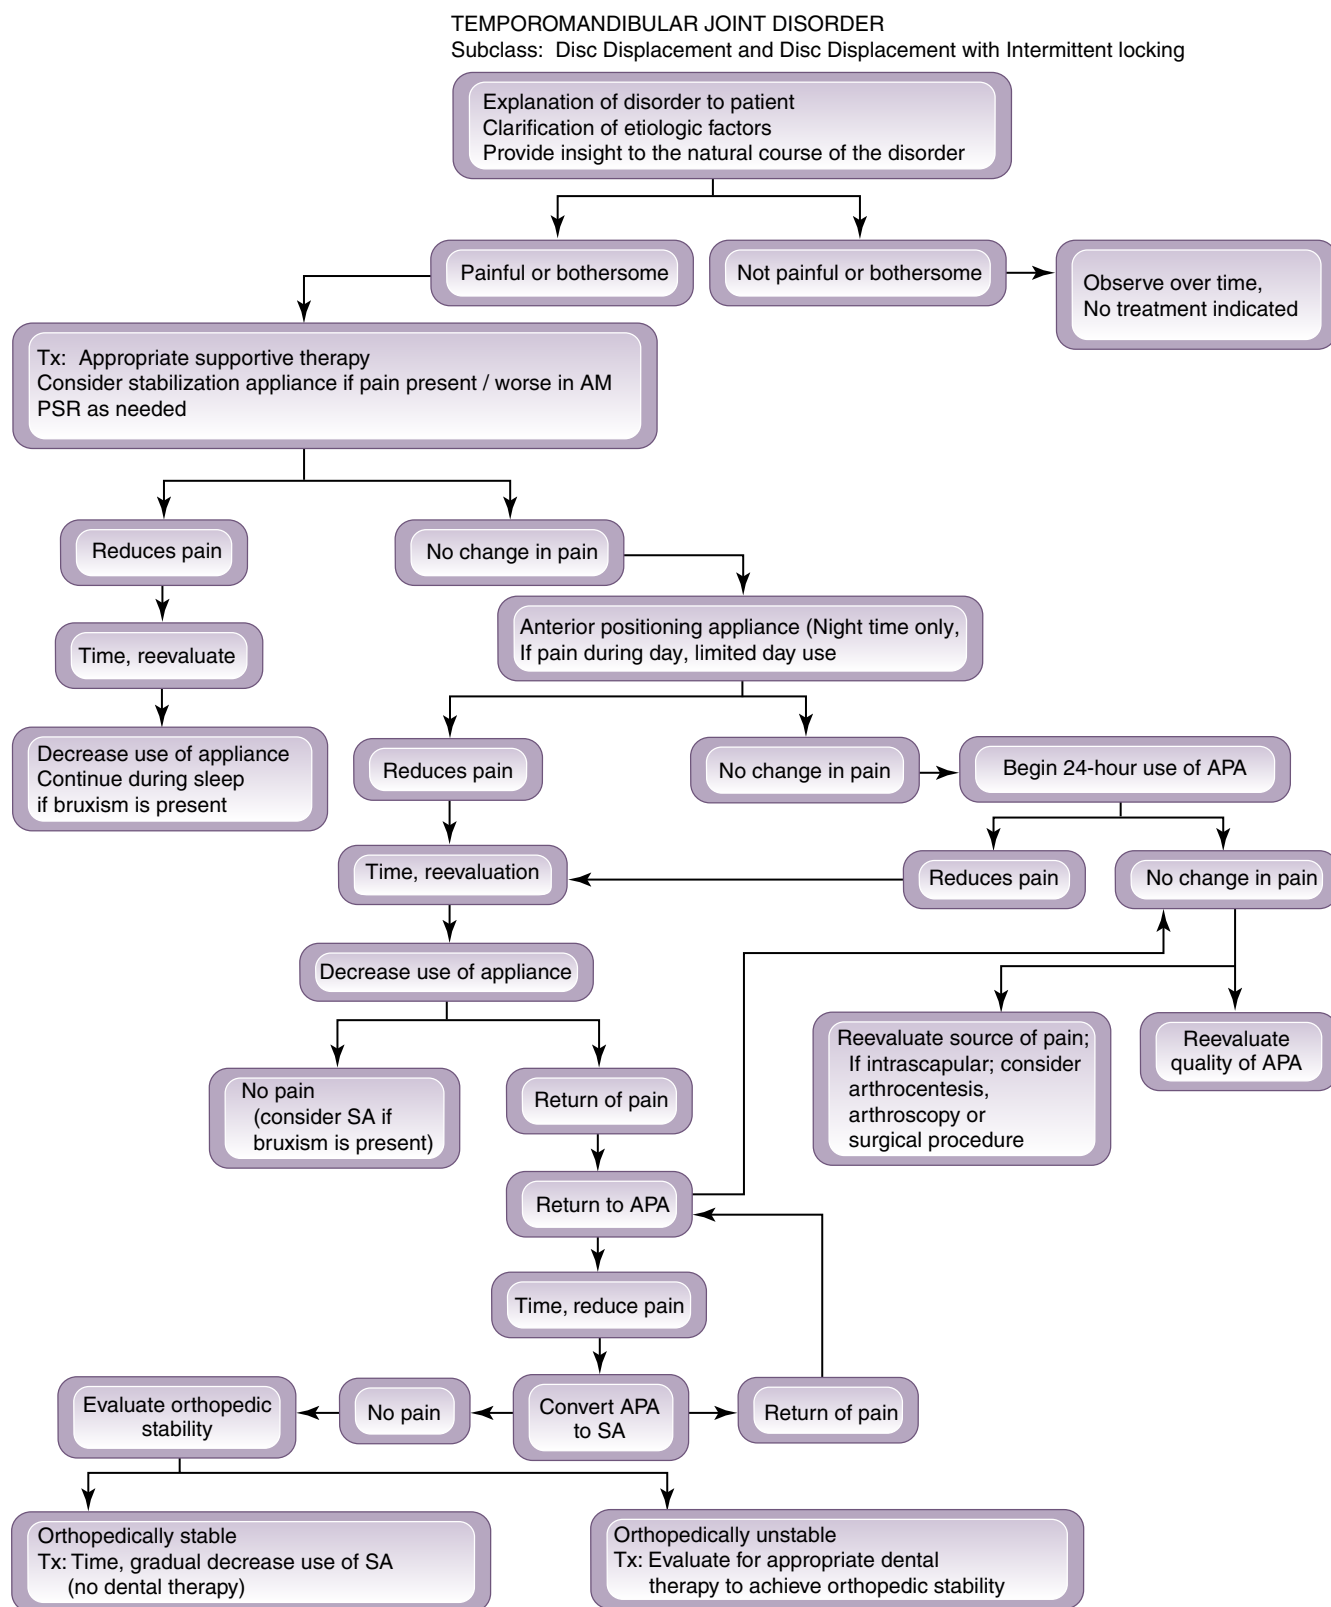 TEMPOROMANDIBULAR JOINT DISORDER
Subclass: Disc Displacement and Disc Displacement with Intermittent locking
Explanation of disorder to patient
Clarification of etiologic factors
Provide insight to the natural course of the disorder
Painful or bothersome
Not painful or bothersome
Observe over time,
No treatment indicated
Tx: Appropriate supportive therapy
Consider stabilization appliance if pain present / worse in AM
PSR as needed
Reduces pain
No change in pain
Time, reevaluate
Anterior positioning appliance (Night time only,
If pain during day, limited day use
Decrease use of appliance
Continue during sleep
if bruxism is present
Reduces pain
No change in pain
Begin 24-hour use of APA
Time, reevaluation
Reduces pain
No change in pain
Decrease use of appliance
Reevaluate source of pain;
If intrascapular; consider
arthrocentesis,
arthroscopy or
surgical procedure
Reevaluate
quality of APA
No pain
(consider SA if
bruxism is present)
Return of pain
Return to APA
Time, reduce pain
Evaluate orthopedic
stability
No pain
Convert APA
to SA
Return of pain
Orthopedically stable
Tx: Time, gradual decrease use of SA
(no dental therapy)
Orthopedically unstable
Tx: Evaluate for appropriate dental
therapy to achieve orthopedic stability